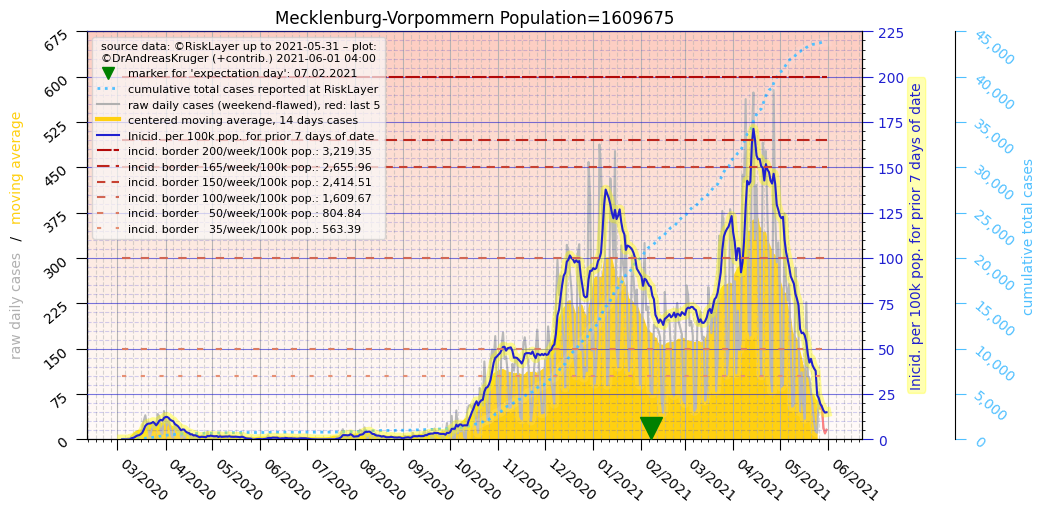 Mecklenburg-Vorpommern Population=1609675
source data: ©RiskLayer up to 2021-05-31 – plot:
©DrAndreasKruger (+contrib.) 2021-06-01 04:00
marker for 'expectation day': 07.02.2021
cumulative total cases reported at RiskLayer
raw daily cases (weekend-flawed), red: last 5
centered moving average, 14 days cases
Inicid. per 100k pop. for prior 7 days of date
incid. border 200/week/100k pop.: 3,219.35
incid. border 165/week/100k pop.: 2,655.96
incid. border 150/week/100k pop.: 2,414.51
incid. border 100/week/100k pop.: 1,609.67
incid. border   50/week/100k pop.: 804.84
incid. border   35/week/100k pop.: 563.39
raw daily cases / moving average
675
600
525
450
375
300
225
150
75
0
225
200
175
150
125
100
75
50
25
0
Inicid. per 100k pop. for prior 7 days of date
45,000
40,000
35,000
30,000
25,000
20,000
15,000
10,000
5,000
0
cumulative total cases
03/2020
04/2020
05/2020
06/2020
07/2020
08/2020
09/2020
10/2020
11/2020
12/2020
01/2021
02/2021
03/2021
04/2021
05/2021
06/2021